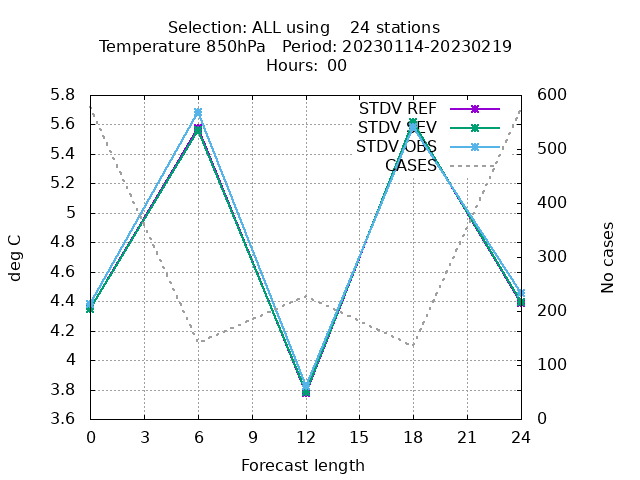 Selection: ALL using    24 stations
Temperature 850hPa   Period: 20230114-20230219
Hours:  00
5.8
5.6
5.4
5.2
5
4.8
4.6
4.4
4.2
4
3.8
3.6
600
500
400
300
200
100
0
STDV REF
STDV SEV
STDV OBS
CASES
deg C
No cases
0 3 6 9 12 15 18 21 24
Forecast length